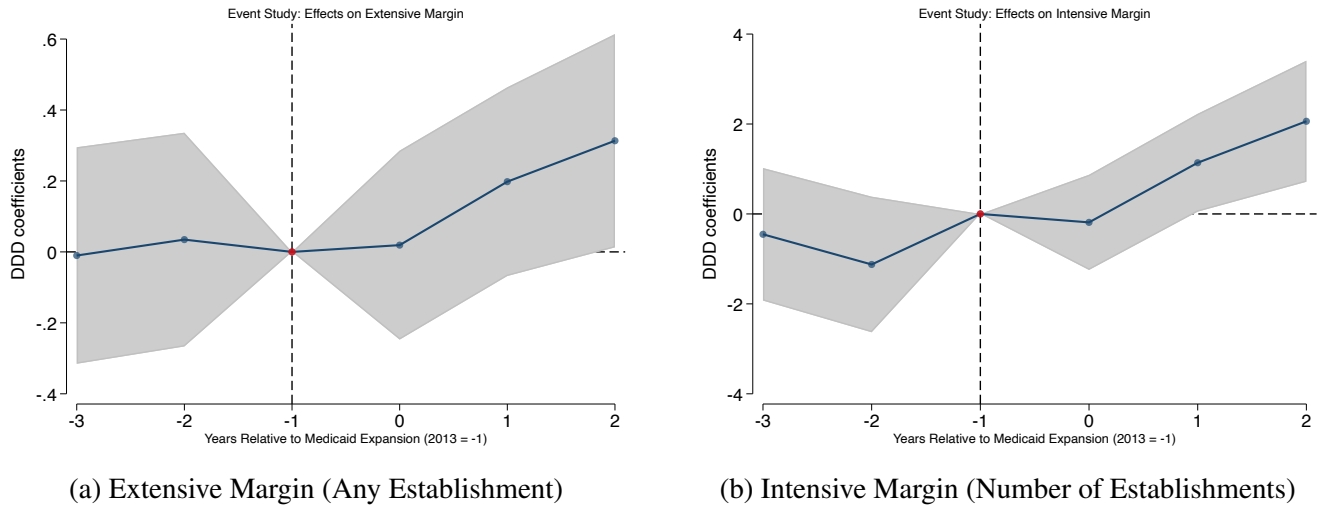 Event Study: Effects on Extensive Margin
.6
.4
.2
0
-.2
-.4
DDD coefficients
-3 -2 -1 0 1 2
Years Relative to Medicaid Expansion (2013 = -1)
(a) Extensive Margin (Any Establishment)
Event Study: Effects on Intensive Margin
4
2
0
-2
-4
DDD coefficients
-3 -2 -1 0 1 2
Years Relative to Medicaid Expansion (2013 = -1)
(b) Intensive Margin (Number of Establishments)